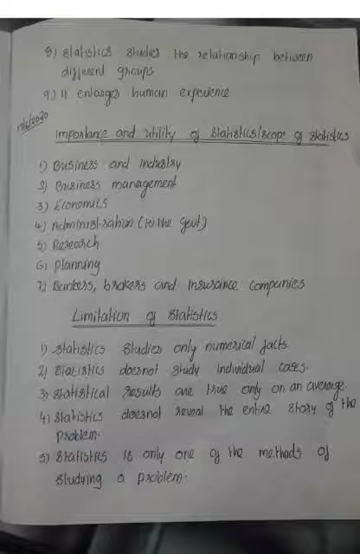 8) Statistics studies the relationship between
different groups
9) It enlarges human experience
Importance and utility of statistics/scope of statistics
1) Business and industry
2) Business management
3) Economics
4) Administration (to the govt)
5) Research
6) planning
7) Bankers, brokers and Insurance companies
Limitation of Statistics
1) Statistics studies only numerical facts.
2) Statistics doesnot study individual cases.
3) Statistical results are true only on an average.
4) Statistics doesnot reveal the entire story of the
problem.
5) Statistics is only one of the methods of
studying a problem.